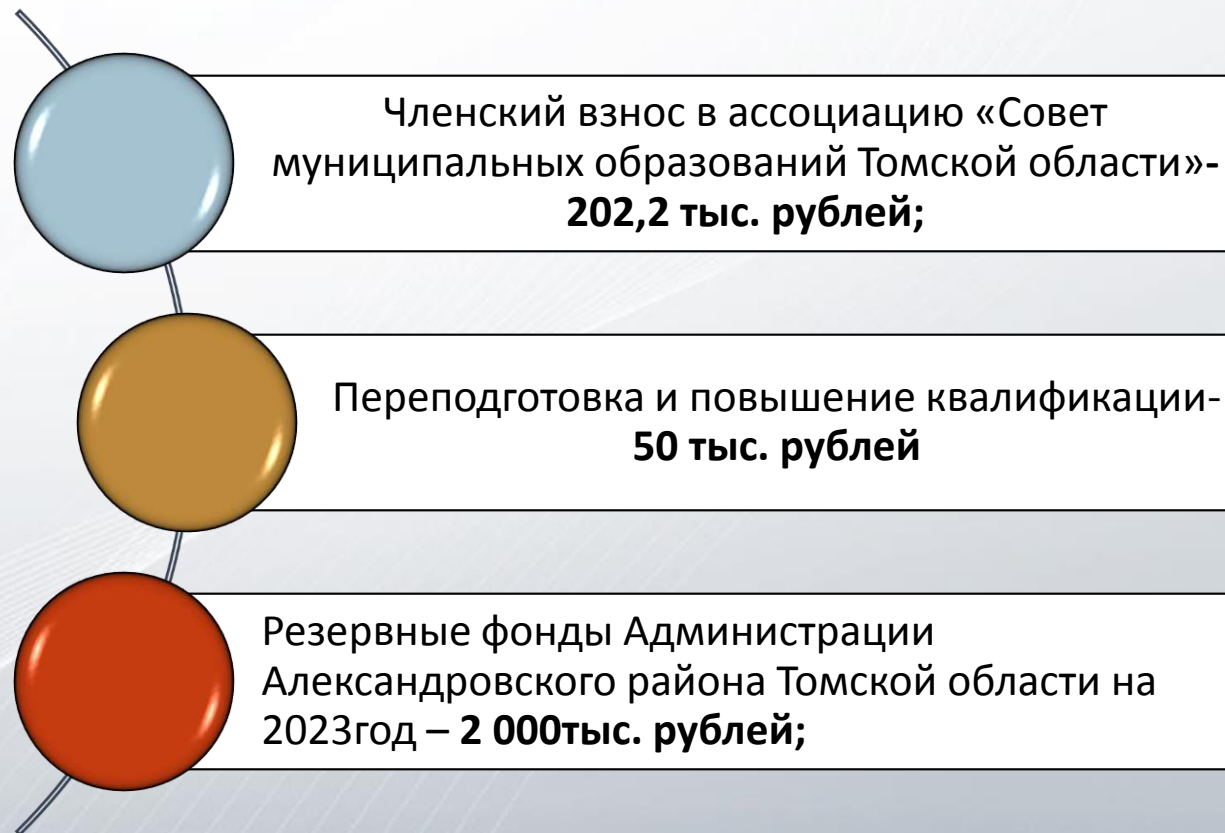 Членский взнос в ассоциацию «Совет
муниципальных образований Томской области»-
202,2 тыс. рублей;
Переподготовка и повышение квалификации-
50 тыс. рублей
Резервные фонды Администрации
Александровского района Томской области на
2023год – 2 000тыс. рублей;